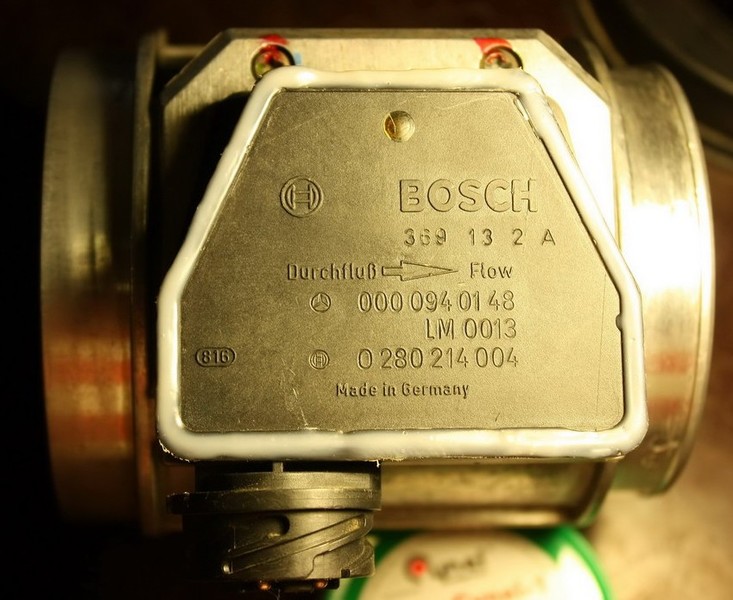 BOSCH
369 13 2 A
Durchfluß Flow
000 094 01 48
LM 0013
816 0 280 214 004
Made in Germany